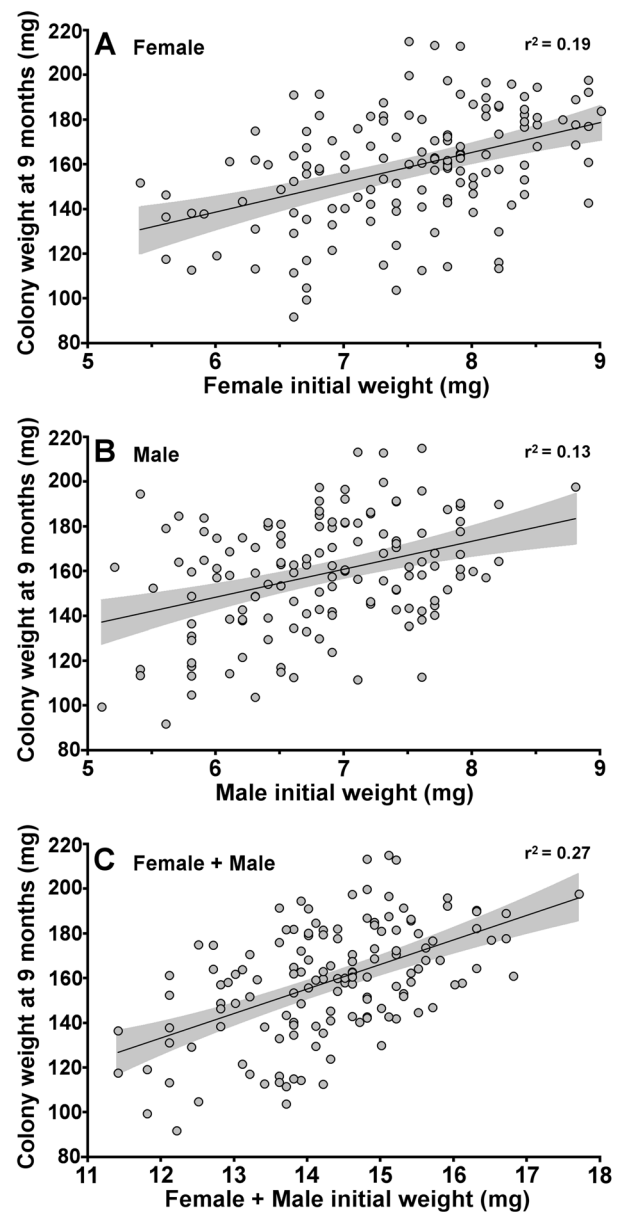 A Female
r² = 0.19
Colony weight at 9 months (mg)
220
200
180
160
140
120
100
80
5 6 7 8 9
Female initial weight (mg)
B Male
r² = 0.13
Colony weight at 9 months (mg)
220
200
180
160
140
120
100
80
5 6 7 8 9
Male initial weight (mg)
C Female + Male
r² = 0.27
Colony weight at 9 months (mg)
220
200
180
160
140
120
100
80
11 12 13 14 15 16 17 18
Female + Male initial weight (mg)